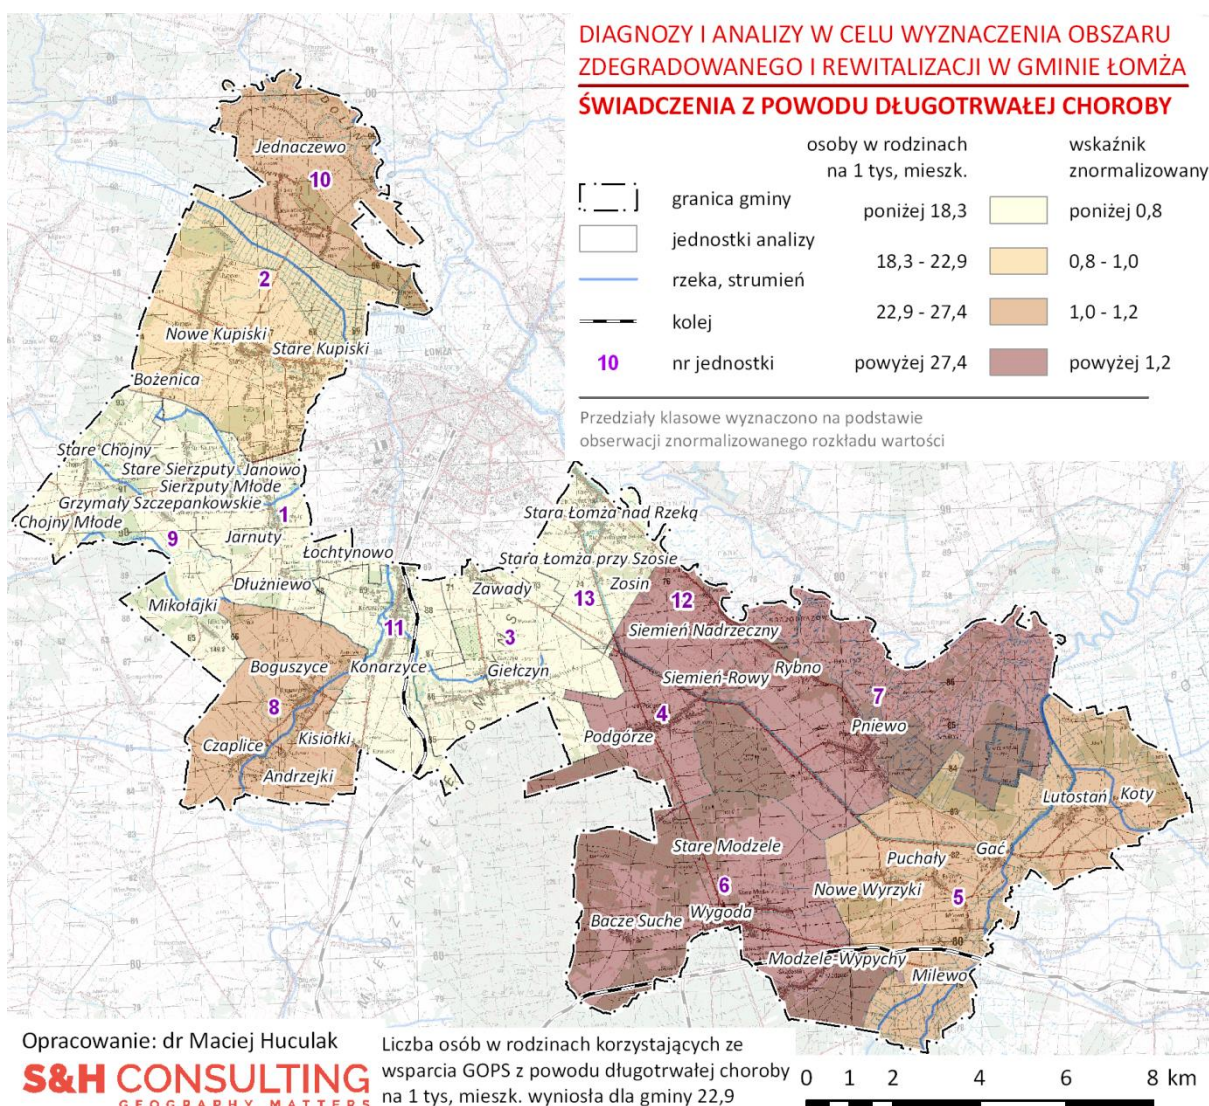 DIAGNOZY I ANALIZY W CELU WYZNACZENIA OBSZARU
ZDEGRADOWANEGO I REWITALIZACJI W GMINIE ŁOMŻA
ŚWIADCZENIA Z POWODU DŁUGOTRWAŁEJ CHOROBY
osoby w rodzinach
na 1 tys, mieszk.
wskaźnik
znormalizowany
granica gminy
poniżej 18,3
poniżej 0,8
jednostki analizy
18,3 - 22,9
0,8 - 1,0
rzeka, strumień
22,9 - 27,4
1,0 - 1,2
kolej
10
nr jednostki
powyżej 27,4
powyżej 1,2
Przedziały klasowe wyznaczono na podstawie
obserwacji znormalizowanego rozkładu wartości
Jednaczewo
10
2
Nowe Kupiski
Stare Kupiski
ŁOMŻA
Bożenica
Stare Chojny
Stare Sierzputy
Janowo
Sierzputy Młode
Grzymały Szczepankowskie
Chojny Młode
1
Jarnuty
9
Łochtynowo
Dłużniewo
Mikołajki
Stara Łomża nad Rzeką
Stara Łomża przy Szosie
Zawady
Zosin
13
12
11
3
Siemień Nadrzeczny
Boguszyce
Konarzyce
Giełczyn
Rybno
Siemień-Rowy
7
8
4
Pniewo
Podgórze
Czaplice
Kisiołki
Andrzejki
Lutostań
Koty
Stare Modzele
Gać
Puchały
6
Nowe Wyrzyki
5
Bacze Suche
Wygoda
Modzele-Wypychy
Milewo
Opracowanie: dr Maciej Huculak
S&H CONSULTING
GEOGRAPHY MATTERS
Liczba osób w rodzinach korzystających ze
wsparcia GOPS z powodu długotrwałej choroby
na 1 tys, mieszk. wyniosła dla gminy 22,9
0 1 2 4 6 8 km